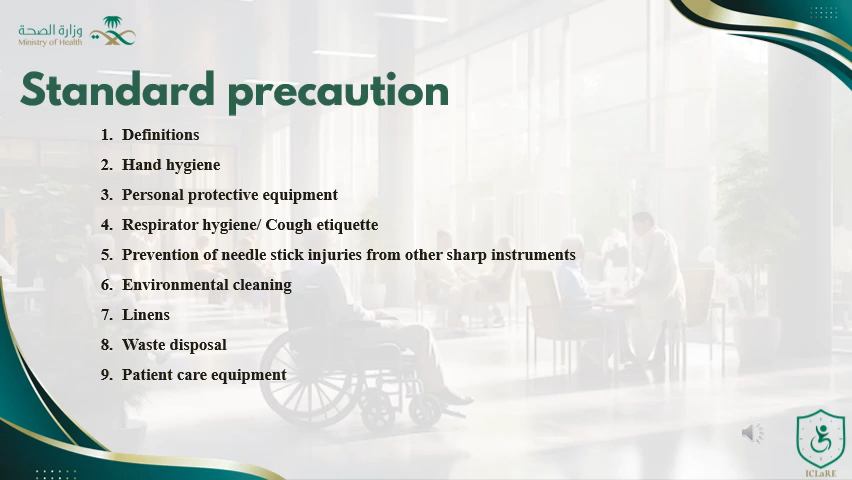 وزارة الصحة
Ministry of Health
Standard precaution
1. Definitions
2. Hand hygiene
3. Personal protective equipment
4. Respirator hygiene/ Cough etiquette
5. Prevention of needle stick injuries from other sharp instruments
6. Environmental cleaning
7. Linens
8. Waste disposal
9. Patient care equipment
ICLaRE